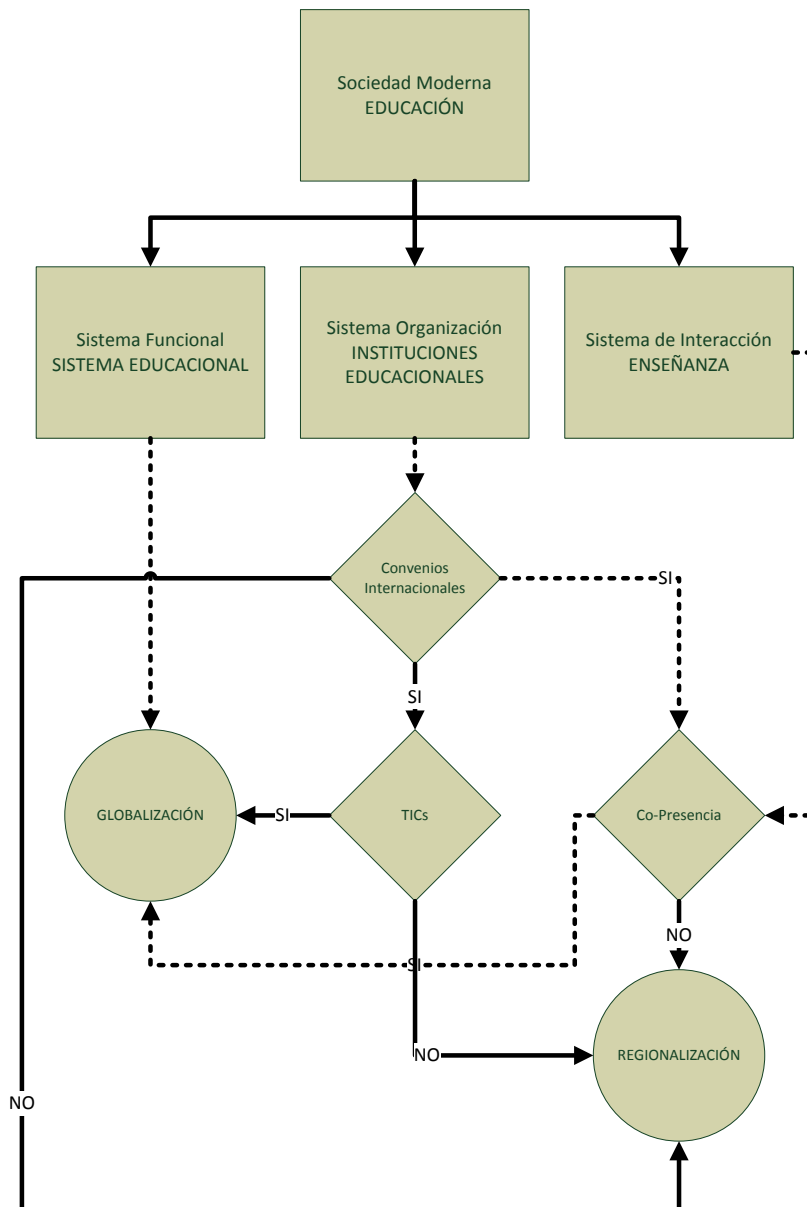 Sociedad Moderna
EDUCACIÓN
Sistema Funcional
SISTEMA EDUCACIONAL
Sistema Organización
INSTITUCIONES
EDUCACIONALES
Sistema de Interacción
ENSEÑANZA
Convenios
Internacionales
SI
SI
GLOBALIZACIÓN
SI
TICs
Co-Presencia
NO
SI
NO
REGIONALIZACIÓN
NO